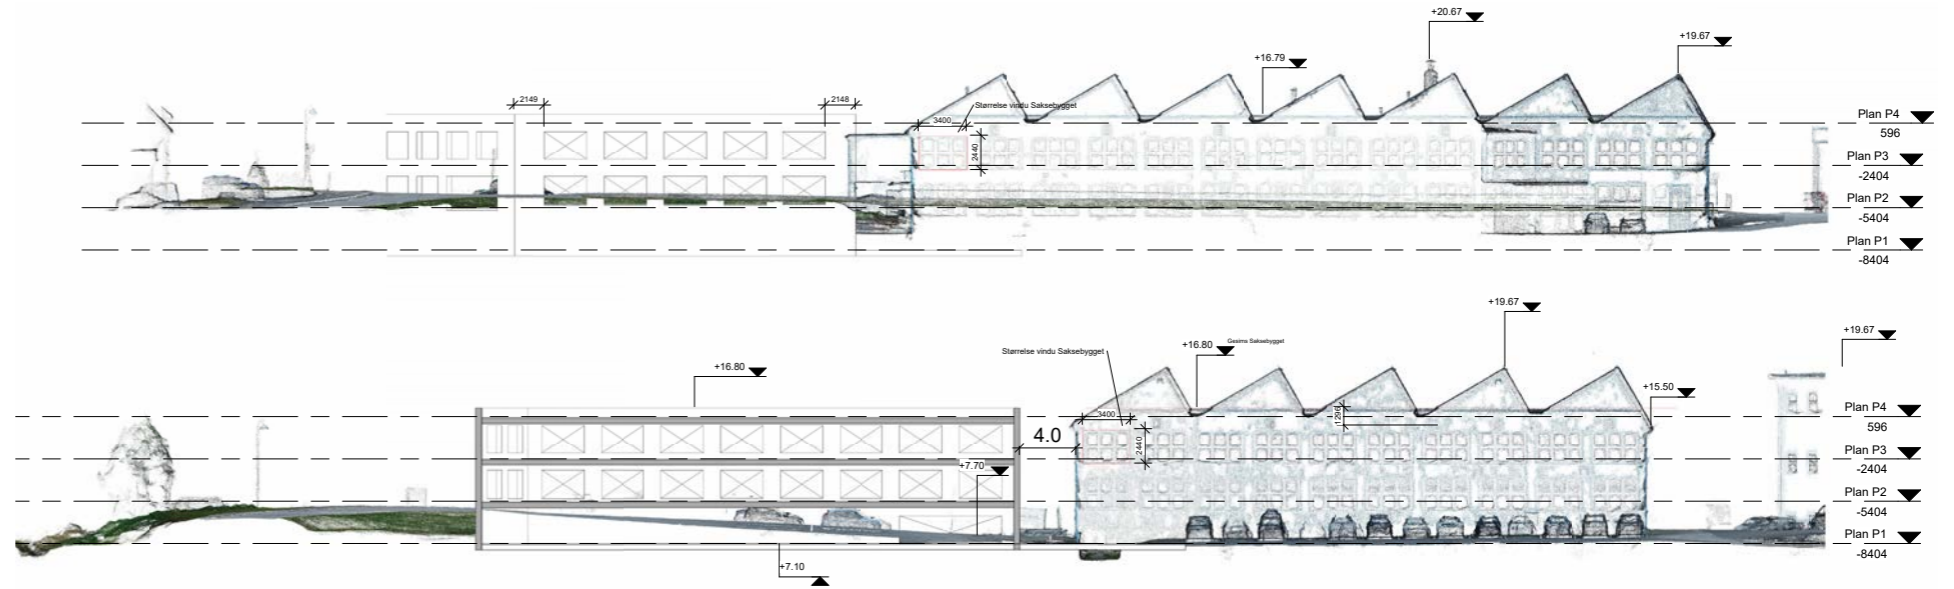 +20.67
+19.67
+16.79
2149
2148
Størrelse vindu Saksebygget
3400
2440
Plan P4
596
Plan P3
-2404
Plan P2
-5404
Plan P1
-8404
+19.67
+19.67
+16.80
Gesims Saksebygget
Størrelse vindu Saksebygget
+16.80
+15.50
3400
1296
4.0
2440
+7.70
+7.10
Plan P4
596
Plan P3
-2404
Plan P2
-5404
Plan P1
-8404